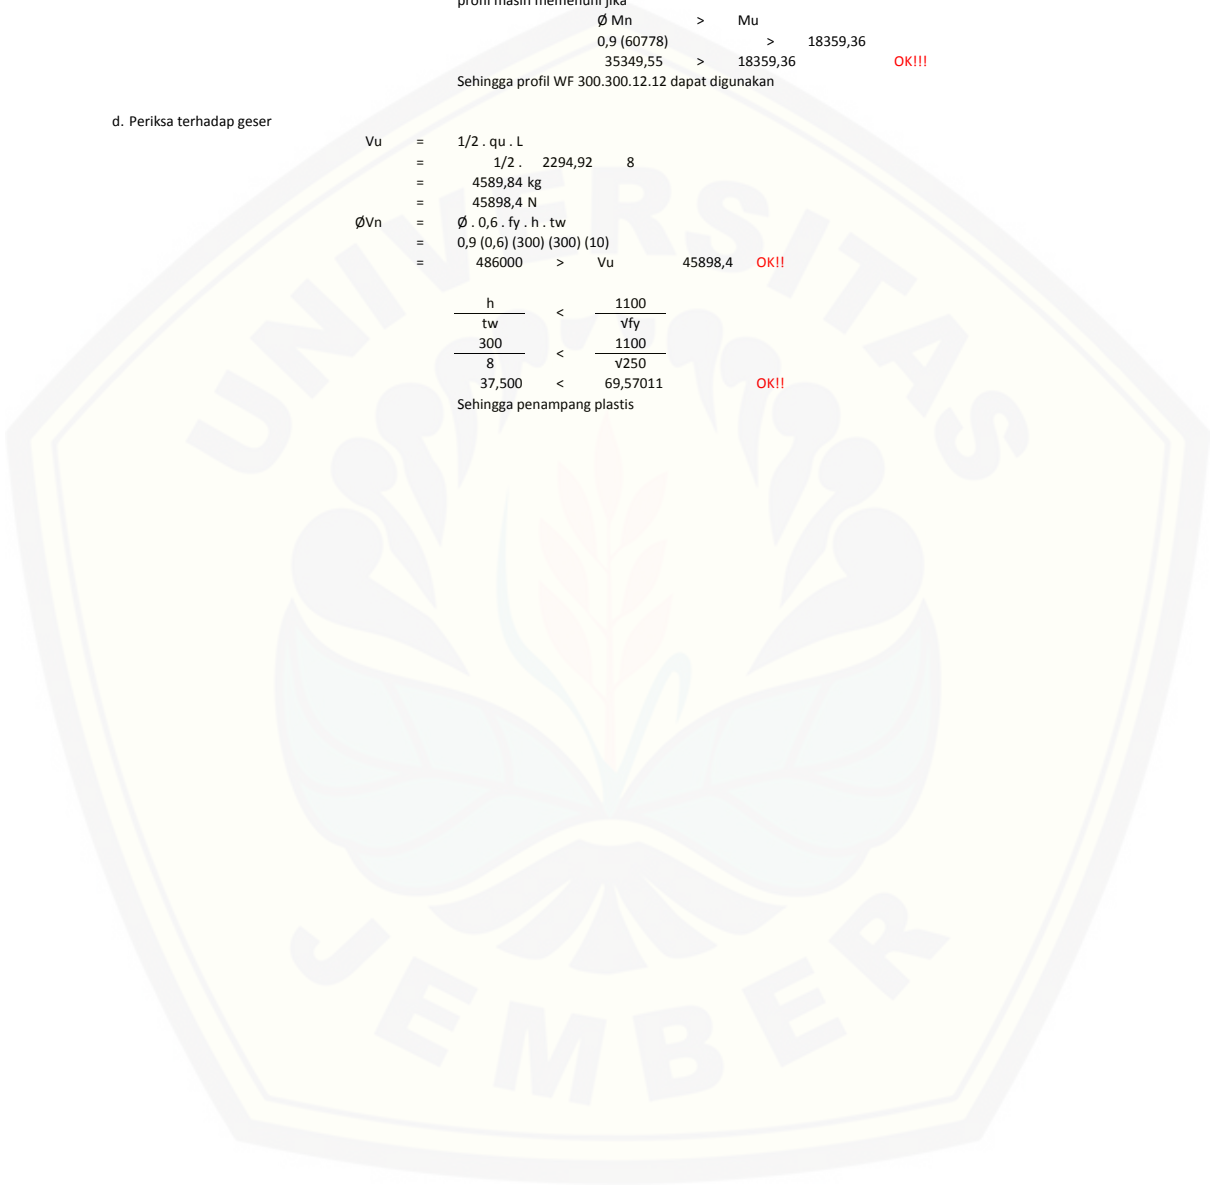 profil masih memenuhi jika
Ø Mn > Mu
0,9 (60778) > 18359,36
35349,55 > 18359,36 OK!!!
Sehingga profil WF 300.300.12.12 dapat digunakan
d. Periksa terhadap geser
Vu = 1/2 . qu . L
= 1/2 . 2294,92 8
= 4589,84 kg
= 45898,4 N
ØVn = Ø . 0,6 . fy . h . tw
= 0,9 (0,6) (300) (300) (10)
= 486000 > Vu 45898,4 OK!!
h < 1100
tw √fy
300 < 1100
8 √250
37,500 < 69,57011 OK!!
Sehingga penampang plastis
UNIVERSITAS
JEMBER